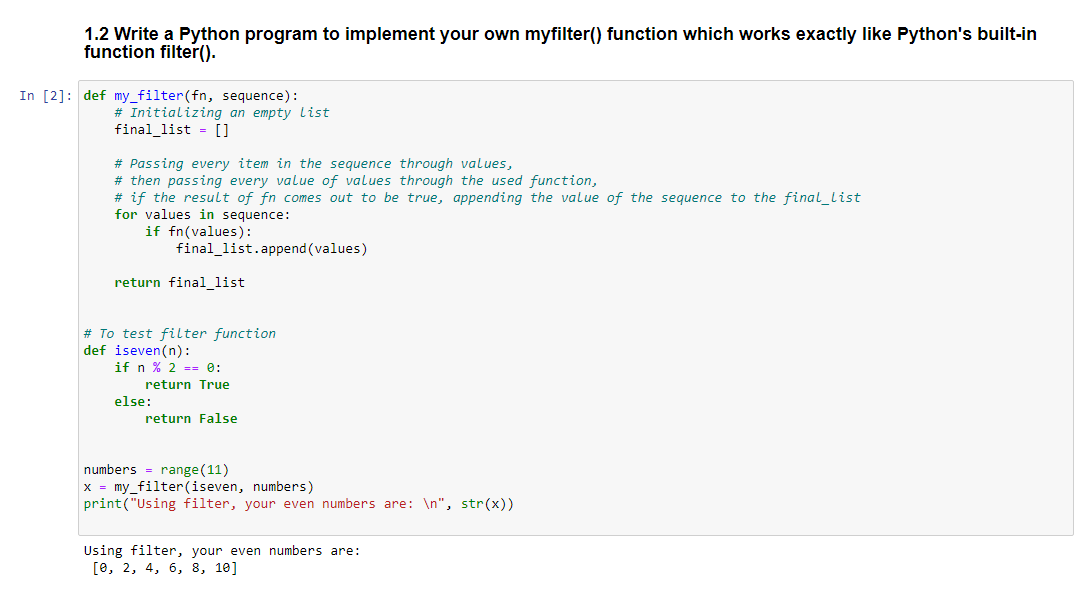 1.2 Write a Python program to implement your own myfilter() function which works exactly like Python's built-in
function filter().
In [2]: def my_filter(fn, sequence):
    # Initializing an empty list
    final_list = []

    # Passing every item in the sequence through values,
    # then passing every value of values through the used function,
    # if the result of fn comes out to be true, appending the value of the sequence to the final_list
    for values in sequence:
        if fn(values):
            final_list.append(values)

    return final_list


# To test filter function
def iseven(n):
    if n % 2 == 0:
        return True
    else:
        return False


numbers = range(11)
x = my_filter(iseven, numbers)
print("Using filter, your even numbers are: \n", str(x))

Using filter, your even numbers are:
 [0, 2, 4, 6, 8, 10]